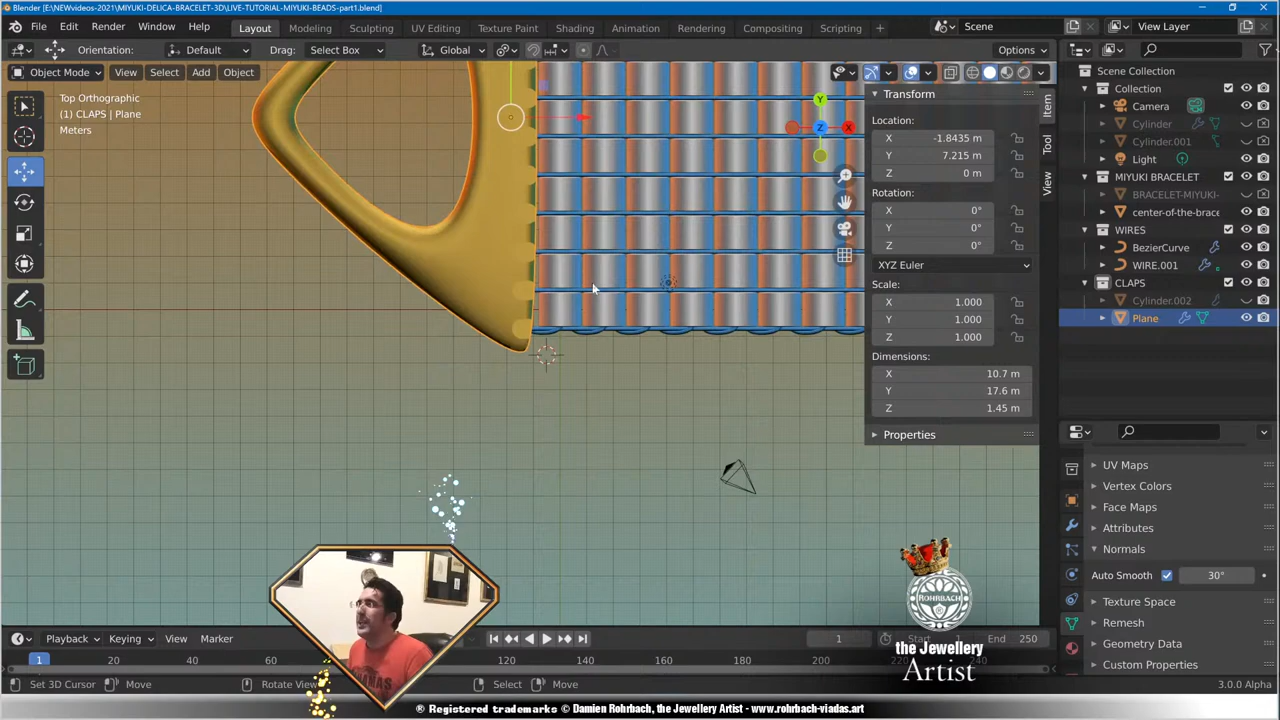 Blender [E:\NEWvideos-2021\MIYUKI-DELICA-BRACELET-3D\LIVE-TUTORIAL-MIYUKI-BEADS-part1.blend]
File Edit Render Window Help Layout Modeling Sculpting UV Editing Texture Paint Shading Animation Rendering Compositing Scripting Scene View Layer
Orientation: Default Drag: Select Box Global Options
Object Mode View Select Add Object
Top Orthographic
(1) CLAPS | Plane
Meters
Y
Z X
Transform
Location:
X -1.8435 m
Y 7.215 m
Z 0 m
Rotation:
X 0°
Y 0°
Z 0°
XYZ Euler
Scale:
X 1.000
Y 1.000
Z 1.000
Dimensions:
X 10.7 m
Y 17.6 m
Z 1.45 m
Properties
Item
Tool
View
Scene Collection
Collection
Camera
Cylinder
Cylinder.001
Light
MIYUKI BRACELET
BRACELET-MIYUKI-
center-of-the-brace
WIRES
BezierCurve
WIRE.001
CLAPS
Cylinder.002
Plane
UV Maps
Vertex Colors
Face Maps
Attributes
Normals
Auto Smooth 30°
Texture Space
Remesh
Geometry Data
Custom Properties
ROHRBACH
the Jewellery
Artist
Playback Keying View Marker 1 Start 1 End 250
1 20 40 60 120 140 160 180 200 220 240
Set 3D Cursor Move Rotate View Select Move 3.0.0 Alpha
® Registered trademarks © Damien Rohrbach, the Jewellery Artist - www.rohrbach-viadas.art